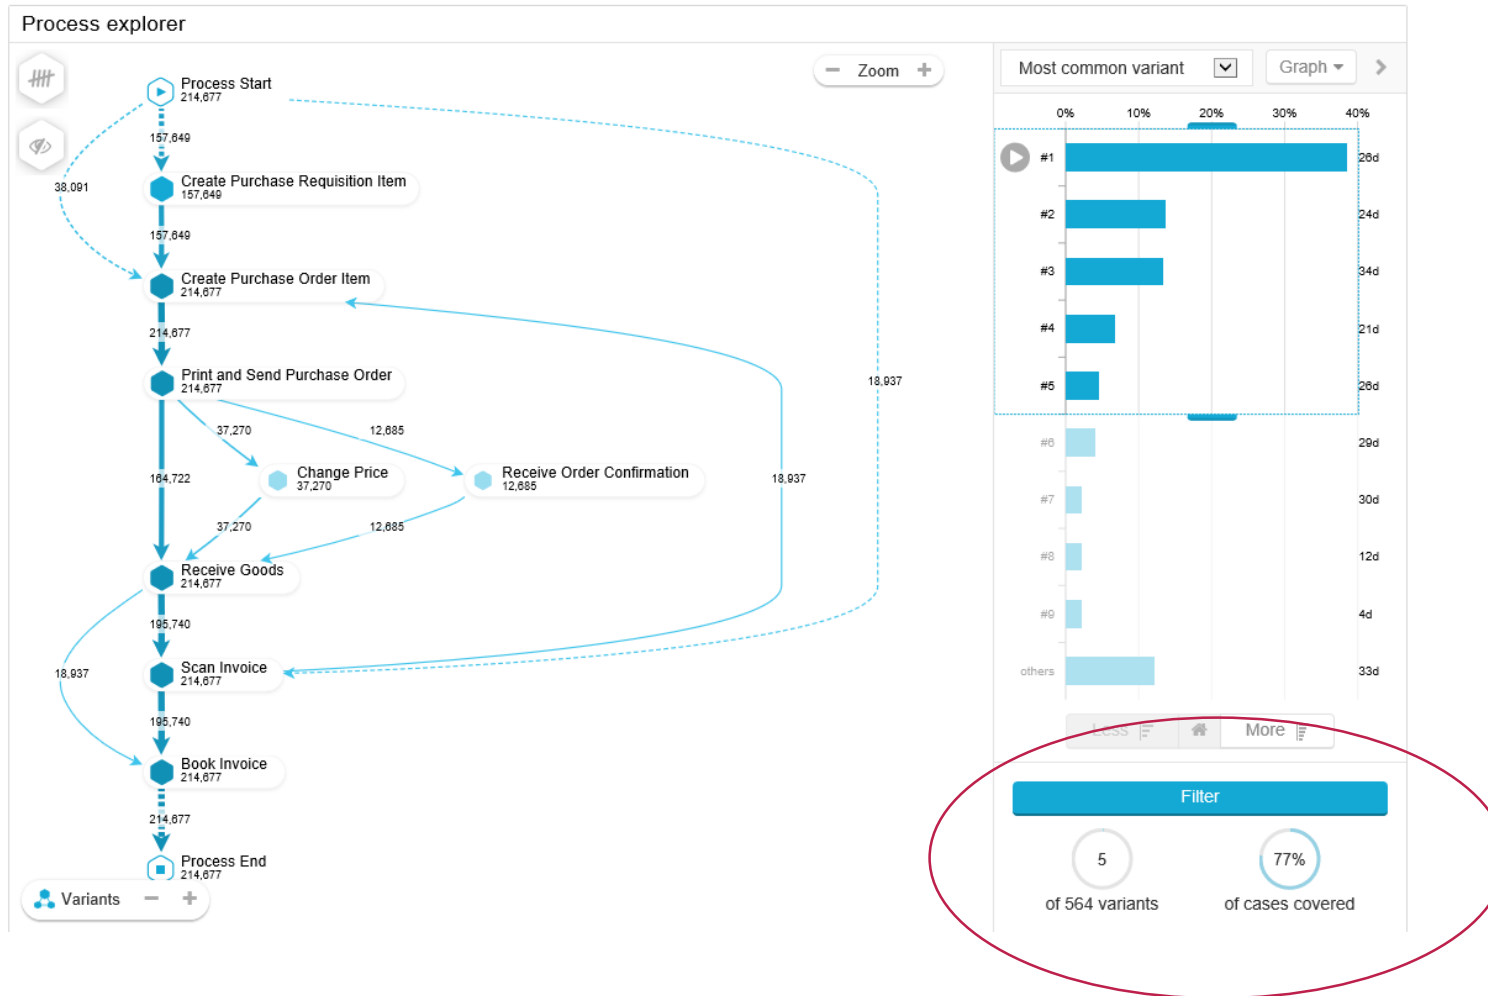 Process explorer
Zoom
Most common variant
Graph
Process Start
214,677
157,649
38,091
Create Purchase Requisition Item
157,649
157,649
Create Purchase Order Item
214,677
214,677
Print and Send Purchase Order
214,677
18,937
37,270
12,685
164,722
Change Price
37,270
Receive Order Confirmation
12,685
18,937
37,270
12,685
Receive Goods
214,677
195,740
Scan Invoice
214,677
18,937
195,740
Book Invoice
214,677
214,677
Process End
214,677
Variants
0% 10% 20% 30% 40%
#1 26d
#2 24d
#3 34d
#4 21d
#5 26d
#6 29d
#7 30d
#8 12d
#9 4d
others 33d
Less More
Filter
5 77%
of 564 variants of cases covered